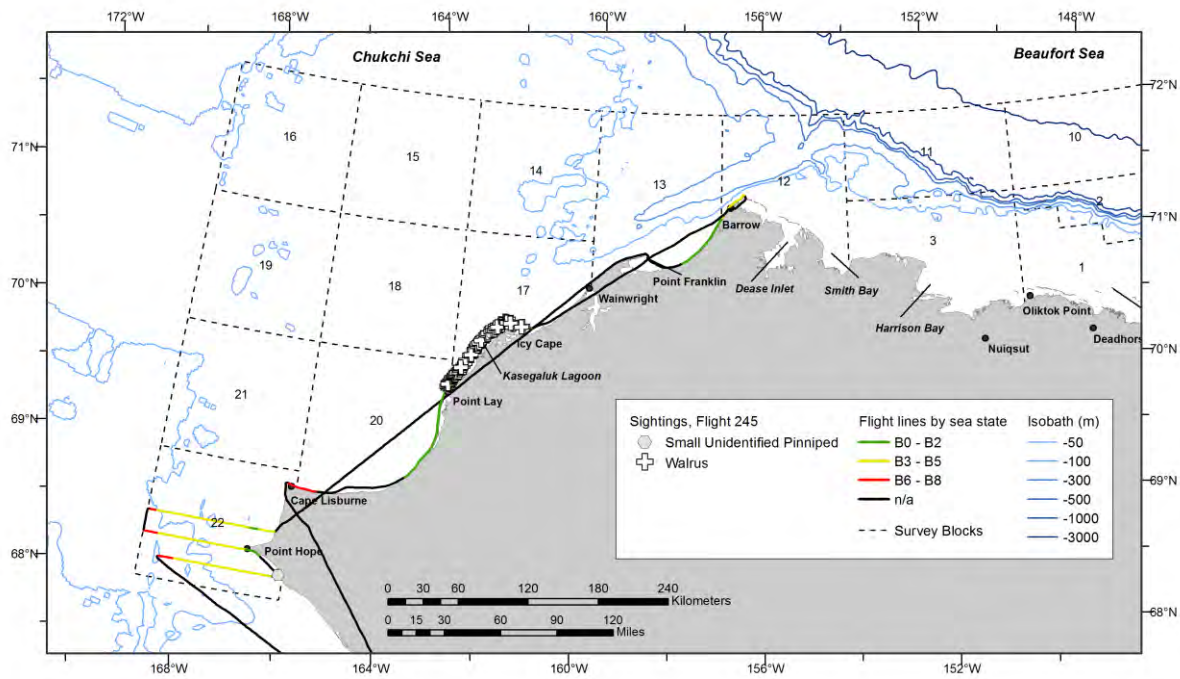 172°W 168°W 164°W 160°W 156°W 152°W 148°W
Chukchi Sea Beaufort Sea
72°N
71°N
16 15 14 13 12 11 10
71°N
2
Barrow
3
19 18 17
70°N
Point Franklin
Dease Inlet
Smith Bay
1
Wainwright
Harrison Bay
Oliktok Point
Icy Cape
Nuiqsut
Deadhors
70°N
Kasegaluk Lagoon
21
Point Lay
69°N
20
Cape Lisburne
69°N
22
68°N
Point Hope
68°N
Sightings, Flight 245
Small Unidentified Pinniped
Walrus
Flight lines by sea state
B0 - B2
B3 - B5
B6 - B8
n/a
Survey Blocks
Isobath (m)
-50
-100
-300
-500
-1000
-3000
0 30 60 120 180 240
Kilometers
0 15 30 60 90 120
Miles
168°W 164°W 160°W 156°W 152°W